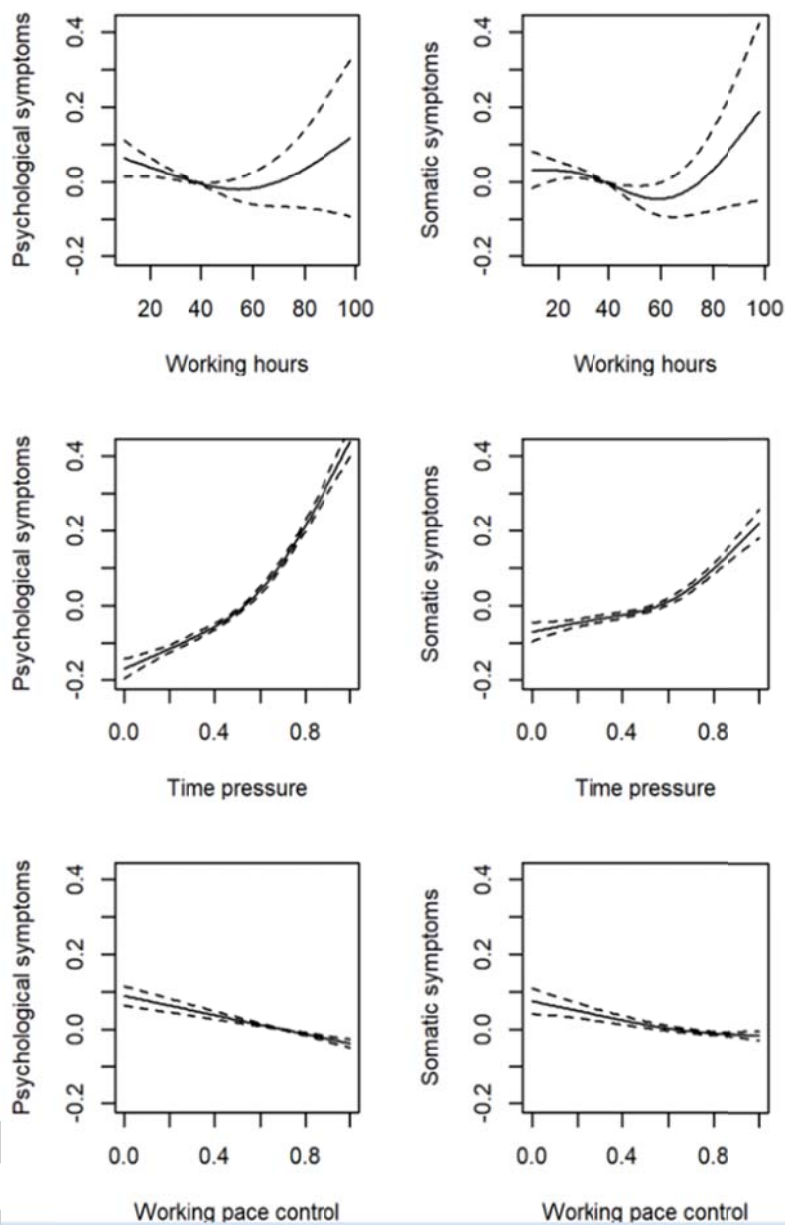 Psychological symptoms
-0.2 0.0 0.2 0.4
20 40 60 80 100
Working hours
Somatic symptoms
-0.2 0.0 0.2 0.4
20 40 60 80 100
Working hours
Psychological symptoms
-0.2 0.0 0.2 0.4
0.0 0.4 0.8
Time pressure
Somatic symptoms
-0.2 0.0 0.2 0.4
0.0 0.4 0.8
Time pressure
Psychological symptoms
-0.2 0.0 0.2 0.4
0.0 0.4 0.8
Working pace control
Somatic symptoms
-0.2 0.0 0.2 0.4
0.0 0.4 0.8
Working pace control